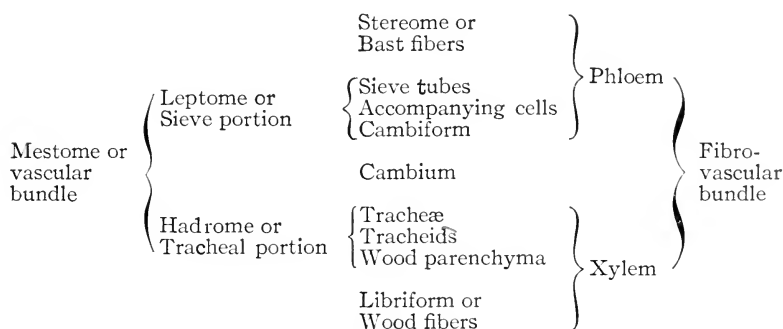 Stereome or
Bast fibers
Phloem
Leptome or
Sieve portion
Sieve tubes
Accompanying cells
Cambiform
Mestome or
vascular
bundle
Cambium
Fibro-
vascular
bundle
Hadrome or
Tracheal portion
Tracheæ
Tracheids
Wood parenchyma
Xylem
Libriform or
Wood fibers